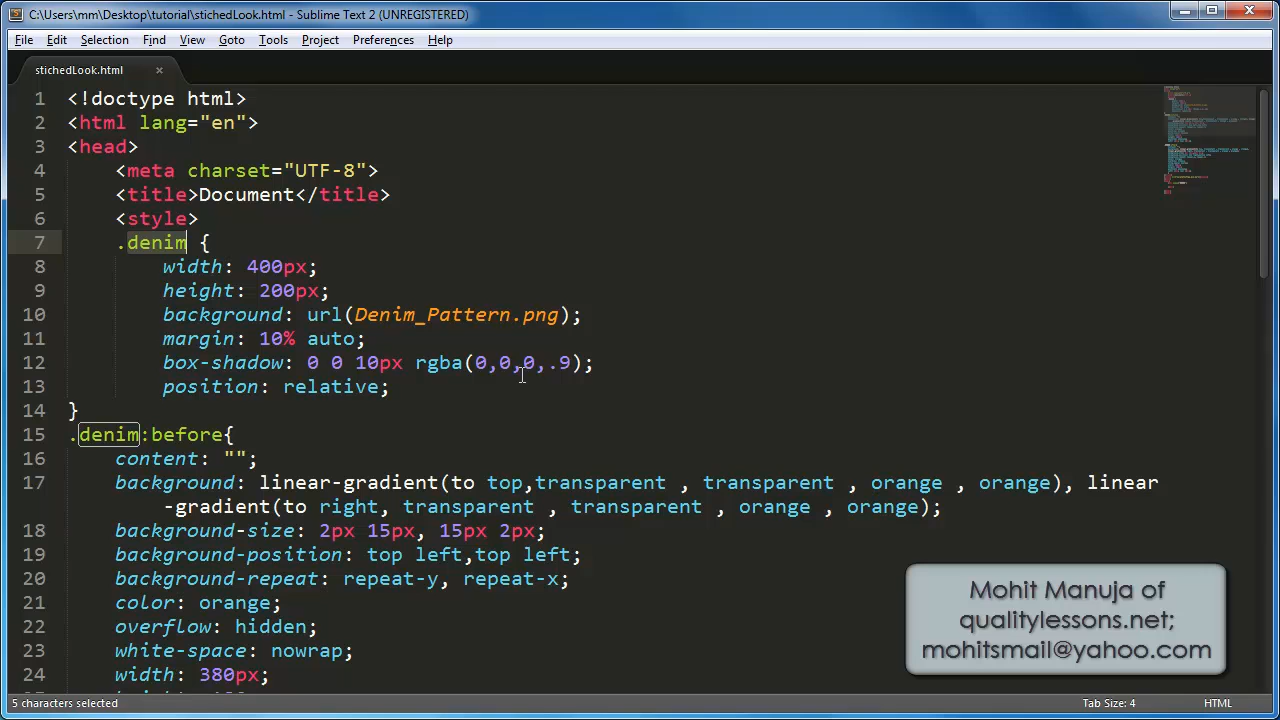 C:\Users\mm\Desktop\tutorial\stichedLook.html - Sublime Text 2 (UNREGISTERED)
File Edit Selection Find View Goto Tools Project Preferences Help
stichedLook.html ×
1 <!doctype html>
2 <html lang="en">
3 <head>
4 <meta charset="UTF-8">
5 <title>Document</title>
6 <style>
7 .denim {
8 width: 400px;
9 height: 200px;
10 background: url(Denim_Pattern.png);
11 margin: 10% auto;
12 box-shadow: 0 0 10px rgba(0,0,0,.9);
13 position: relative;
14 }
15 .denim:before{
16 content: "";
17 background: linear-gradient(to top,transparent , transparent , orange , orange), linear
-gradient(to right, transparent , transparent , orange , orange);
18 background-size: 2px 15px, 15px 2px;
19 background-position: top left,top left;
20 background-repeat: repeat-y, repeat-x;
21 color: orange;
22 overflow: hidden;
23 white-space: nowrap;
24 width: 380px;
Mohit Manuja of
qualitylessons.net;
mohitsmail@yahoo.com
5 characters selected Tab Size: 4 HTML